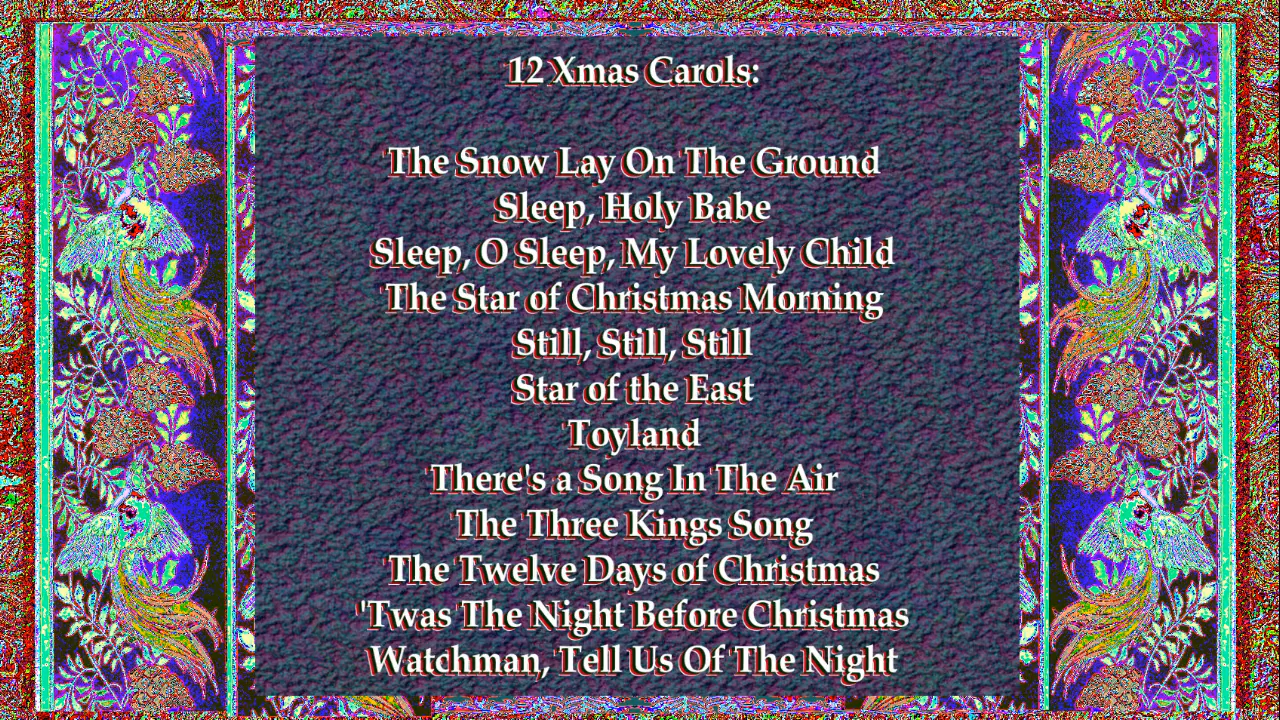 12 Xmas Carols:
The Snow Lay On The Ground
Sleep, Holy Babe
Sleep, O Sleep, My Lovely Child
The Star of Christmas Morning
Still, Still, Still
Star of the East
Toyland
There's a Song In The Air
The Three Kings Song
The Twelve Days of Christmas
'Twas The Night Before Christmas
Watchman, Tell Us Of The Night